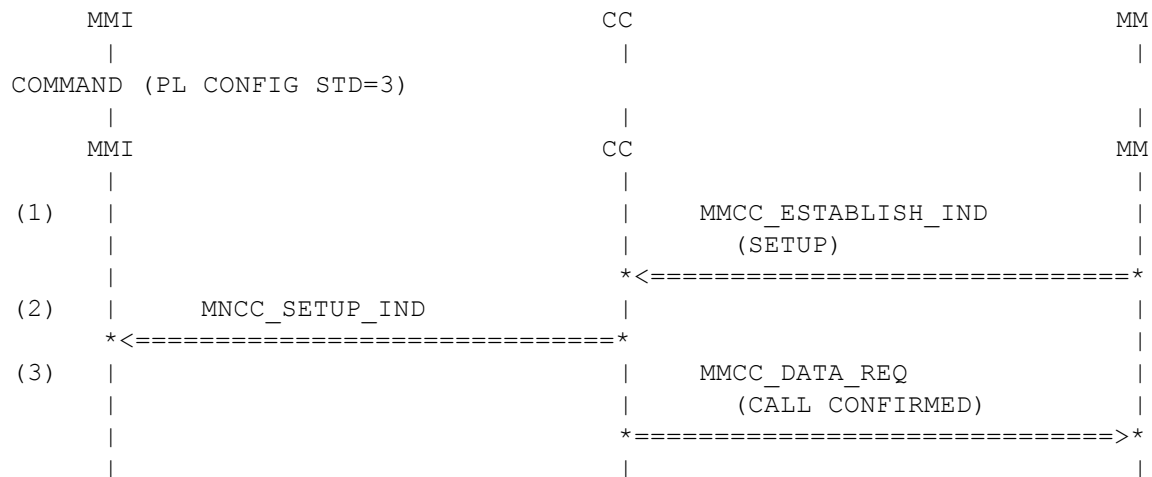 MMI CC MM
COMMAND (PL CONFIG STD=3)
MMI CC MM
(1) MMCC_ESTABLISH_IND
(SETUP)
*<==============================*
(2) MNCC_SETUP_IND
*<==============================*
(3) MMCC_DATA_REQ
(CALL CONFIRMED)
*==============================>*